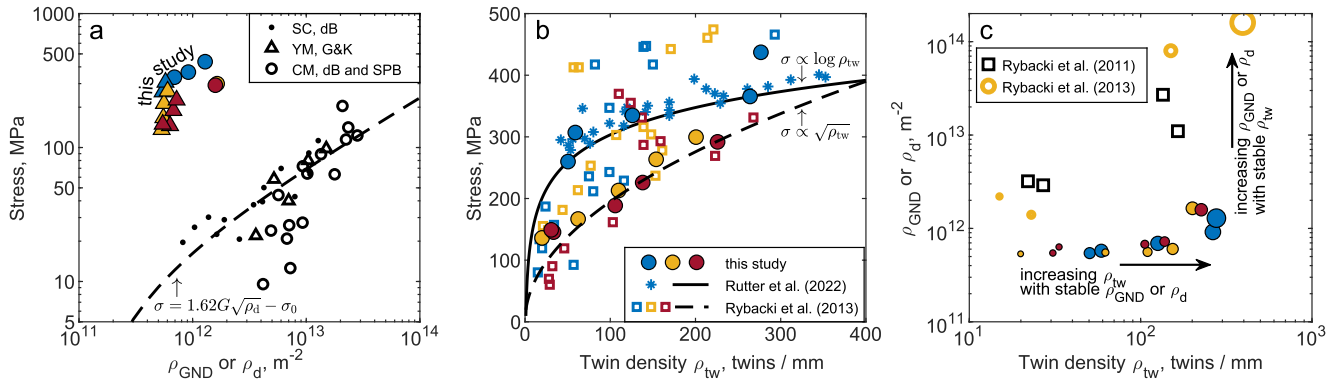 a
this study
SC, dB
YM, G&K
CM, dB and SPB
σ = 1.62G√ρd − σ0
1000
500
100
50
10
5
10^11
10^12
10^13
10^14
Stress, MPa
ρGND or ρd, m-2
b
σ ∝ log ρtw
σ ∝ √ρtw
this study
Rutter et al. (2022)
Rybacki et al. (2013)
500
400
300
200
100
0
0
100
200
300
400
Stress, MPa
Twin density ρtw, twins / mm
c
Rybacki et al. (2011)
Rybacki et al. (2013)
increasing ρGND or ρd
with stable ρtw
increasing ρtw
with stable ρGND or ρd
10^14
10^13
10^12
10^11
10^1
10^2
10^3
ρGND or ρd, m-2
Twin density ρtw, twins / mm